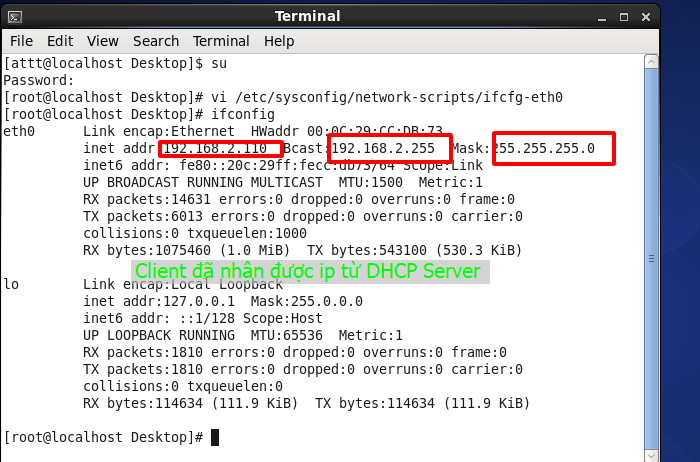 Terminal
File Edit View Search Terminal Help
[attt@localhost Desktop]$ su
Password:
[root@localhost Desktop]# vi /etc/sysconfig/network-scripts/ifcfg-eth0
[root@localhost Desktop]# ifconfig
eth0      Link encap:Ethernet  HWaddr 00:0C:29:CC:DB:73
          inet addr:192.168.2.110  Bcast:192.168.2.255  Mask:255.255.255.0
          inet6 addr: fe80::20c:29ff:fecc:db73/64 Scope:Link
          UP BROADCAST RUNNING MULTICAST  MTU:1500  Metric:1
          RX packets:14631 errors:0 dropped:0 overruns:0 frame:0
          TX packets:6013 errors:0 dropped:0 overruns:0 carrier:0
          collisions:0 txqueuelen:1000
          RX bytes:1075460 (1.0 MiB)  TX bytes:543100 (530.3 KiB)
Client đã nhân được ip từ DHCP Server
lo        Link encap:Local Loopback
          inet addr:127.0.0.1  Mask:255.0.0.0
          inet6 addr: ::1/128 Scope:Host
          UP LOOPBACK RUNNING  MTU:65536  Metric:1
          RX packets:1810 errors:0 dropped:0 overruns:0 frame:0
          TX packets:1810 errors:0 dropped:0 overruns:0 carrier:0
          collisions:0 txqueuelen:0
          RX bytes:114634 (111.9 KiB)  TX bytes:114634 (111.9 KiB)
[root@localhost Desktop]#